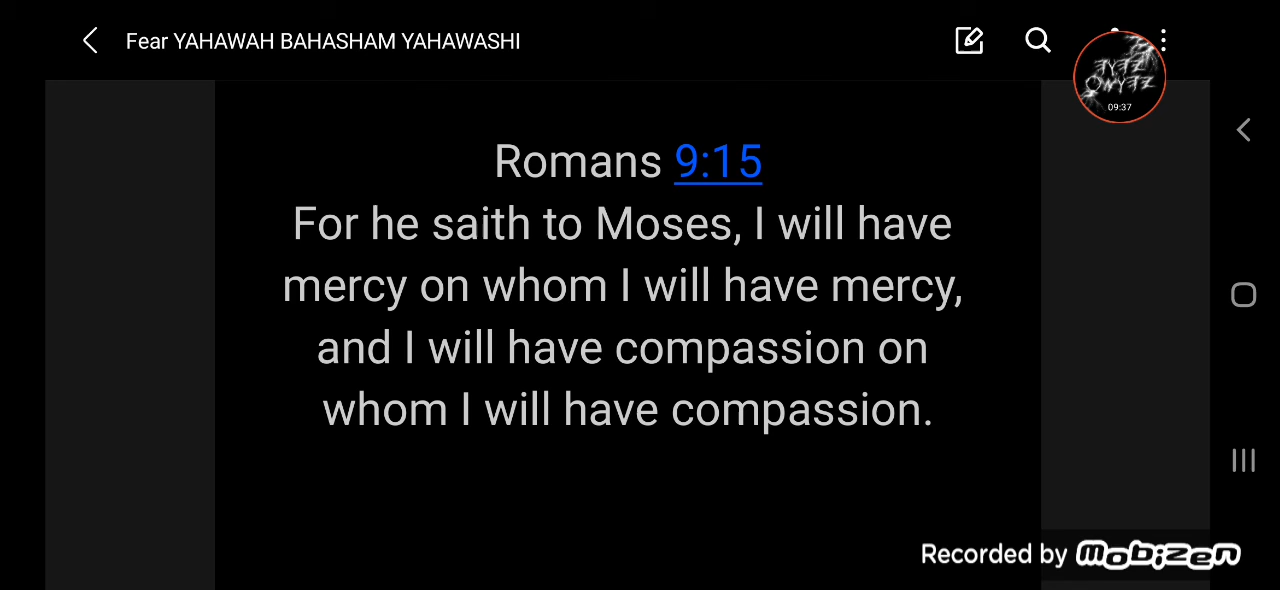 Fear YAHAWAH BAHASHAM YAHAWASHI
09:37
Romans 9:15
For he saith to Moses, I will have
mercy on whom I will have mercy,
and I will have compassion on
whom I will have compassion.
Recorded by Mobizen